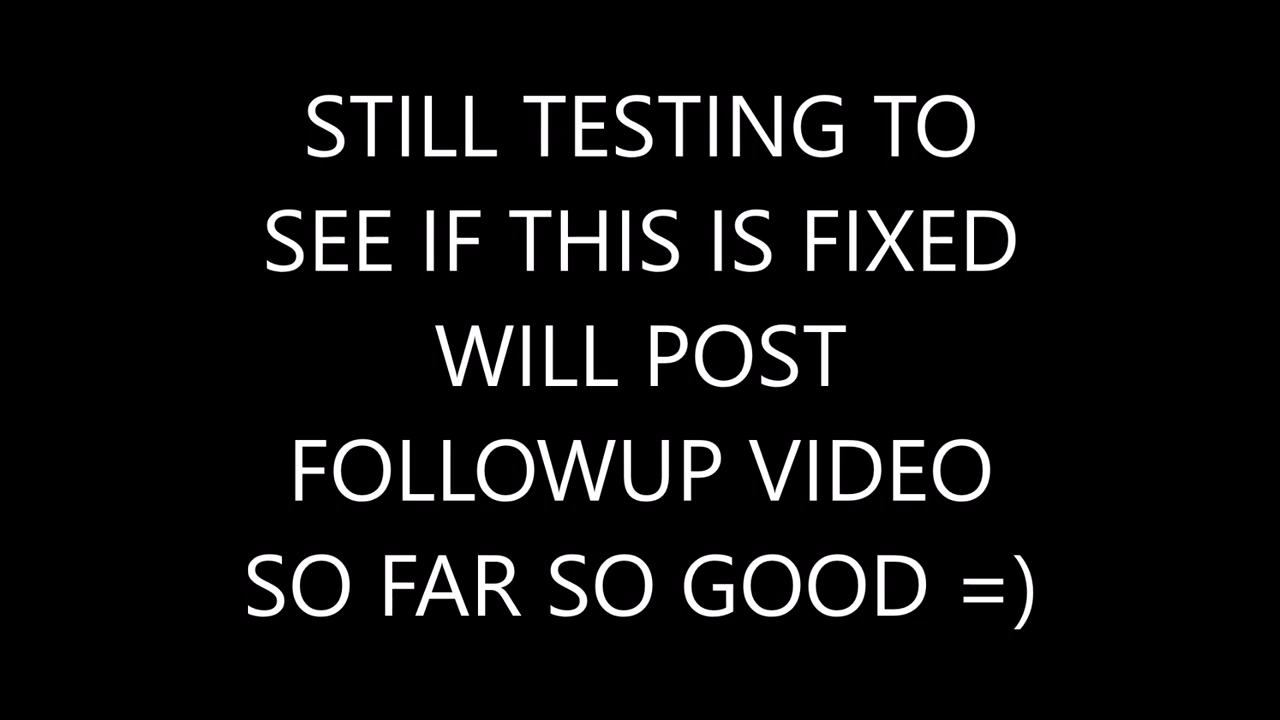 STILL TESTING TO
SEE IF THIS IS FIXED
WILL POST
FOLLOWUP VIDEO
SO FAR SO GOOD =)